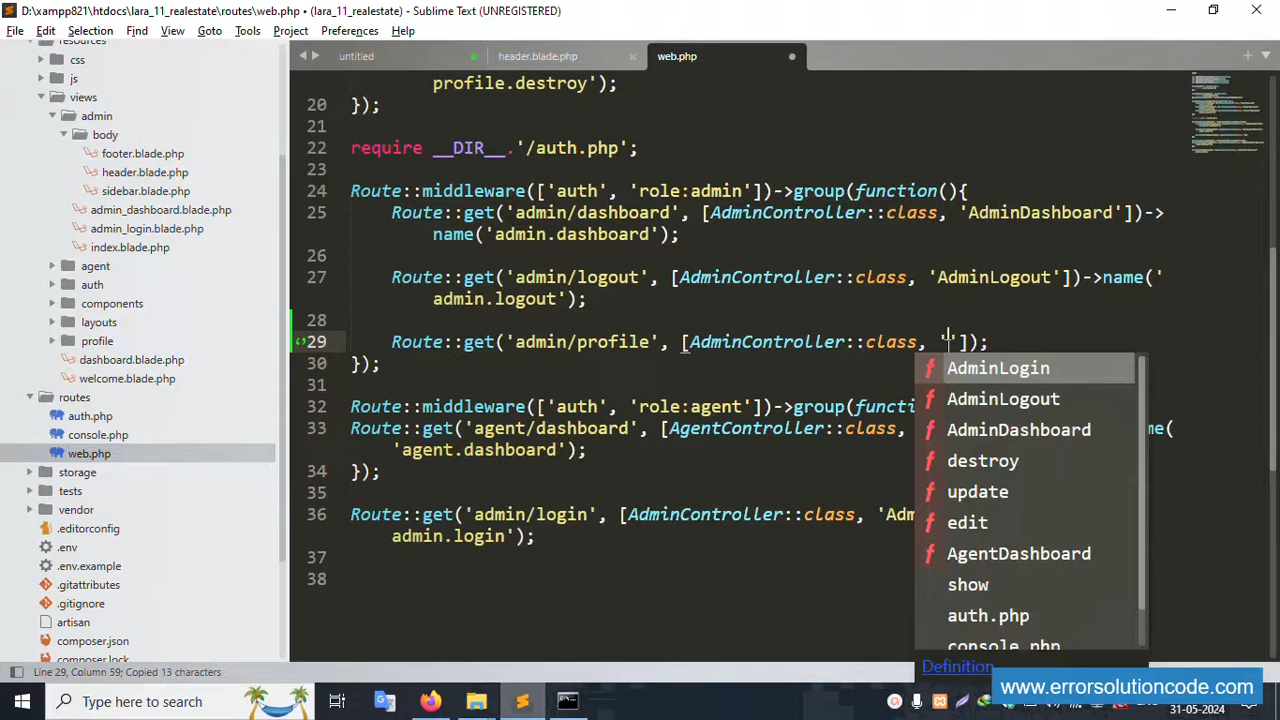 D:\xampp821\htdocs\lara_11_realestate\routes\web.php • (lara_11_realestate) - Sublime Text (UNREGISTERED)
File Edit Selection Find View Goto Tools Project Preferences Help
resources
css
js
views
admin
body
footer.blade.php
header.blade.php
sidebar.blade.php
admin_dashboard.blade.php
admin_login.blade.php
index.blade.php
agent
auth
components
layouts
profile
dashboard.blade.php
welcome.blade.php
routes
auth.php
console.php
web.php
storage
tests
vendor
.editorconfig
.env
.env.example
.gitattributes
.gitignore
artisan
composer.json
composer.lock
untitled header.blade.php web.php
profile.destroy');
20 });
21
22 require __DIR__.'/auth.php';
23
24 Route::middleware(['auth', 'role:admin'])->group(function(){
25 Route::get('admin/dashboard', [AdminController::class, 'AdminDashboard'])->
name('admin.dashboard');
26
27 Route::get('admin/logout', [AdminController::class, 'AdminLogout'])->name('
admin.logout');
28
29 Route::get('admin/profile', [AdminController::class, '']);
30 });
31
32 Route::middleware(['auth', 'role:agent'])->group(functi
33 Route::get('agent/dashboard', [AgentController::class, me(
'agent.dashboard');
34 });
35
36 Route::get('admin/login', [AdminController::class, 'Adm
admin.login');
37
38
AdminLogin
AdminLogout
AdminDashboard
destroy
update
edit
AgentDashboard
show
auth.php
console.php
Definition
Line 29, Column 59; Copied 13 characters
Type here to search
www.errorsolutioncode.com
31-05-2024